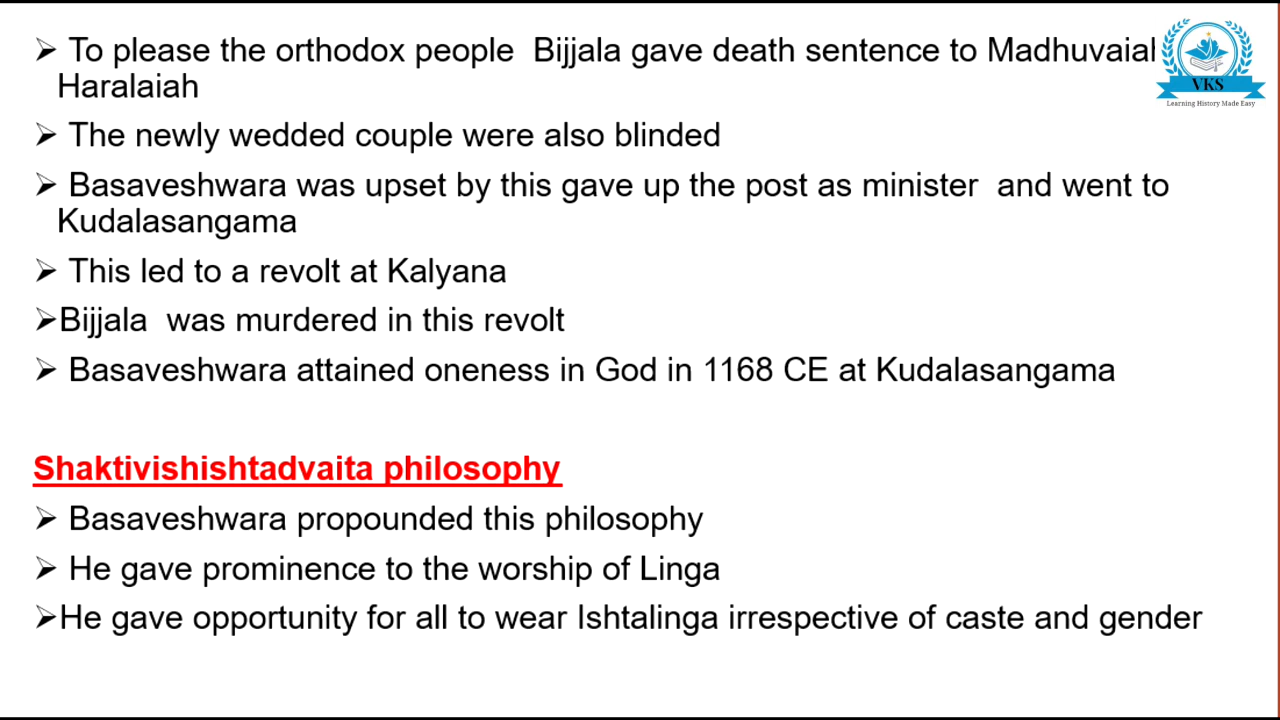 ➢ To please the orthodox people Bijjala gave death sentence to
Haralaiah
➢ The newly wedded couple were also blinded
➢ Basaveshwara was upset by this gave up the post as minister and went to
Kudalasangama
➢ This led to a revolt at Kalyana
➢Bijjala was murdered in this revolt
➢ Basaveshwara attained oneness in God in 1168 CE at Kudalasangama
Shaktivishishtadvaita philosophy
➢ Basaveshwara propounded this philosophy
➢ He gave prominence to the worship of Linga
➢He gave opportunity for all to wear Ishtalinga irrespective of caste and gender
VKS
Learning History Made Easy